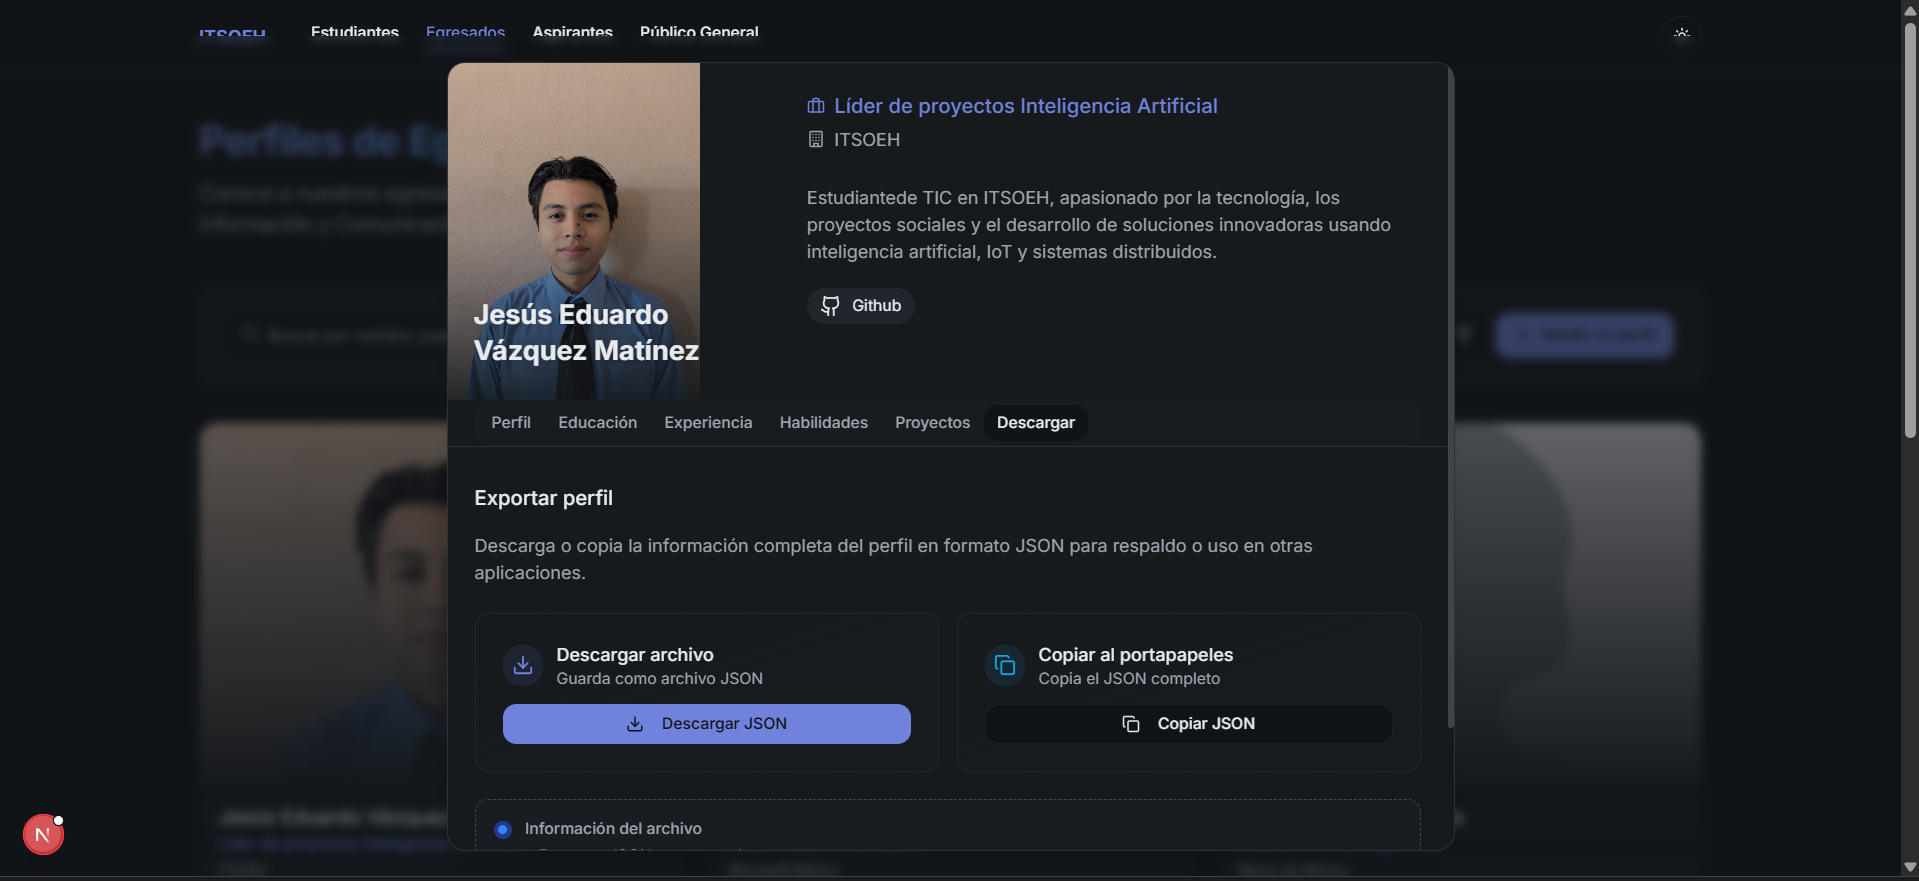 ITSOEH Estudiantes Egresados Aspirantes Público General
Perfiles de Eg
Jesús Eduardo
Vázquez Matínez
Líder de proyectos Inteligencia Artificial
ITSOEH
Estudiantede TIC en ITSOEH, apasionado por la tecnología, los
proyectos sociales y el desarrollo de soluciones innovadoras usando
inteligencia artificial, IoT y sistemas distribuidos.
Github
Perfil Educación Experiencia Habilidades Proyectos Descargar
Exportar perfil
Descarga o copia la información completa del perfil en formato JSON para respaldo o uso en otras
aplicaciones.
Descargar archivo
Guarda como archivo JSON
Descargar JSON
Copiar al portapapeles
Copia el JSON completo
Copiar JSON
Información del archivo
N